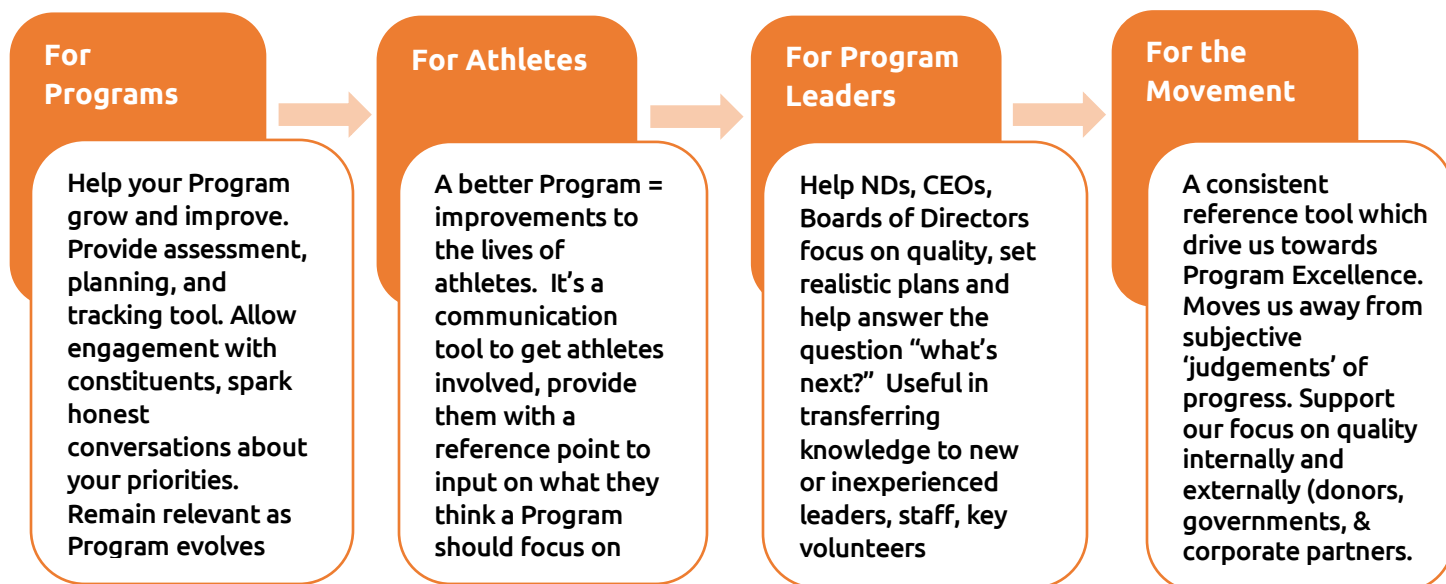 For
Programs
Help your Program
grow and improve.
Provide assessment,
planning, and
tracking tool. Allow
engagement with
constituents, spark
honest
conversations about
your priorities.
Remain relevant as
Program evolves
For Athletes
A better Program =
improvements to
the lives of
athletes.  It's a
communication
tool to get athletes
involved, provide
them with a
reference point to
input on what they
think a Program
should focus on
For Program
Leaders
Help NDs, CEOs,
Boards of Directors
focus on quality, set
realistic plans and
help answer the
question “what’s
next?”  Useful in
transferring
knowledge to new
or inexperienced
leaders, staff, key
volunteers
For the
Movement
A consistent
reference tool which
drive us towards
Program Excellence.
Moves us away from
subjective
‘judgements’ of
progress. Support
our focus on quality
internally and
externally (donors,
governments, &
corporate partners.